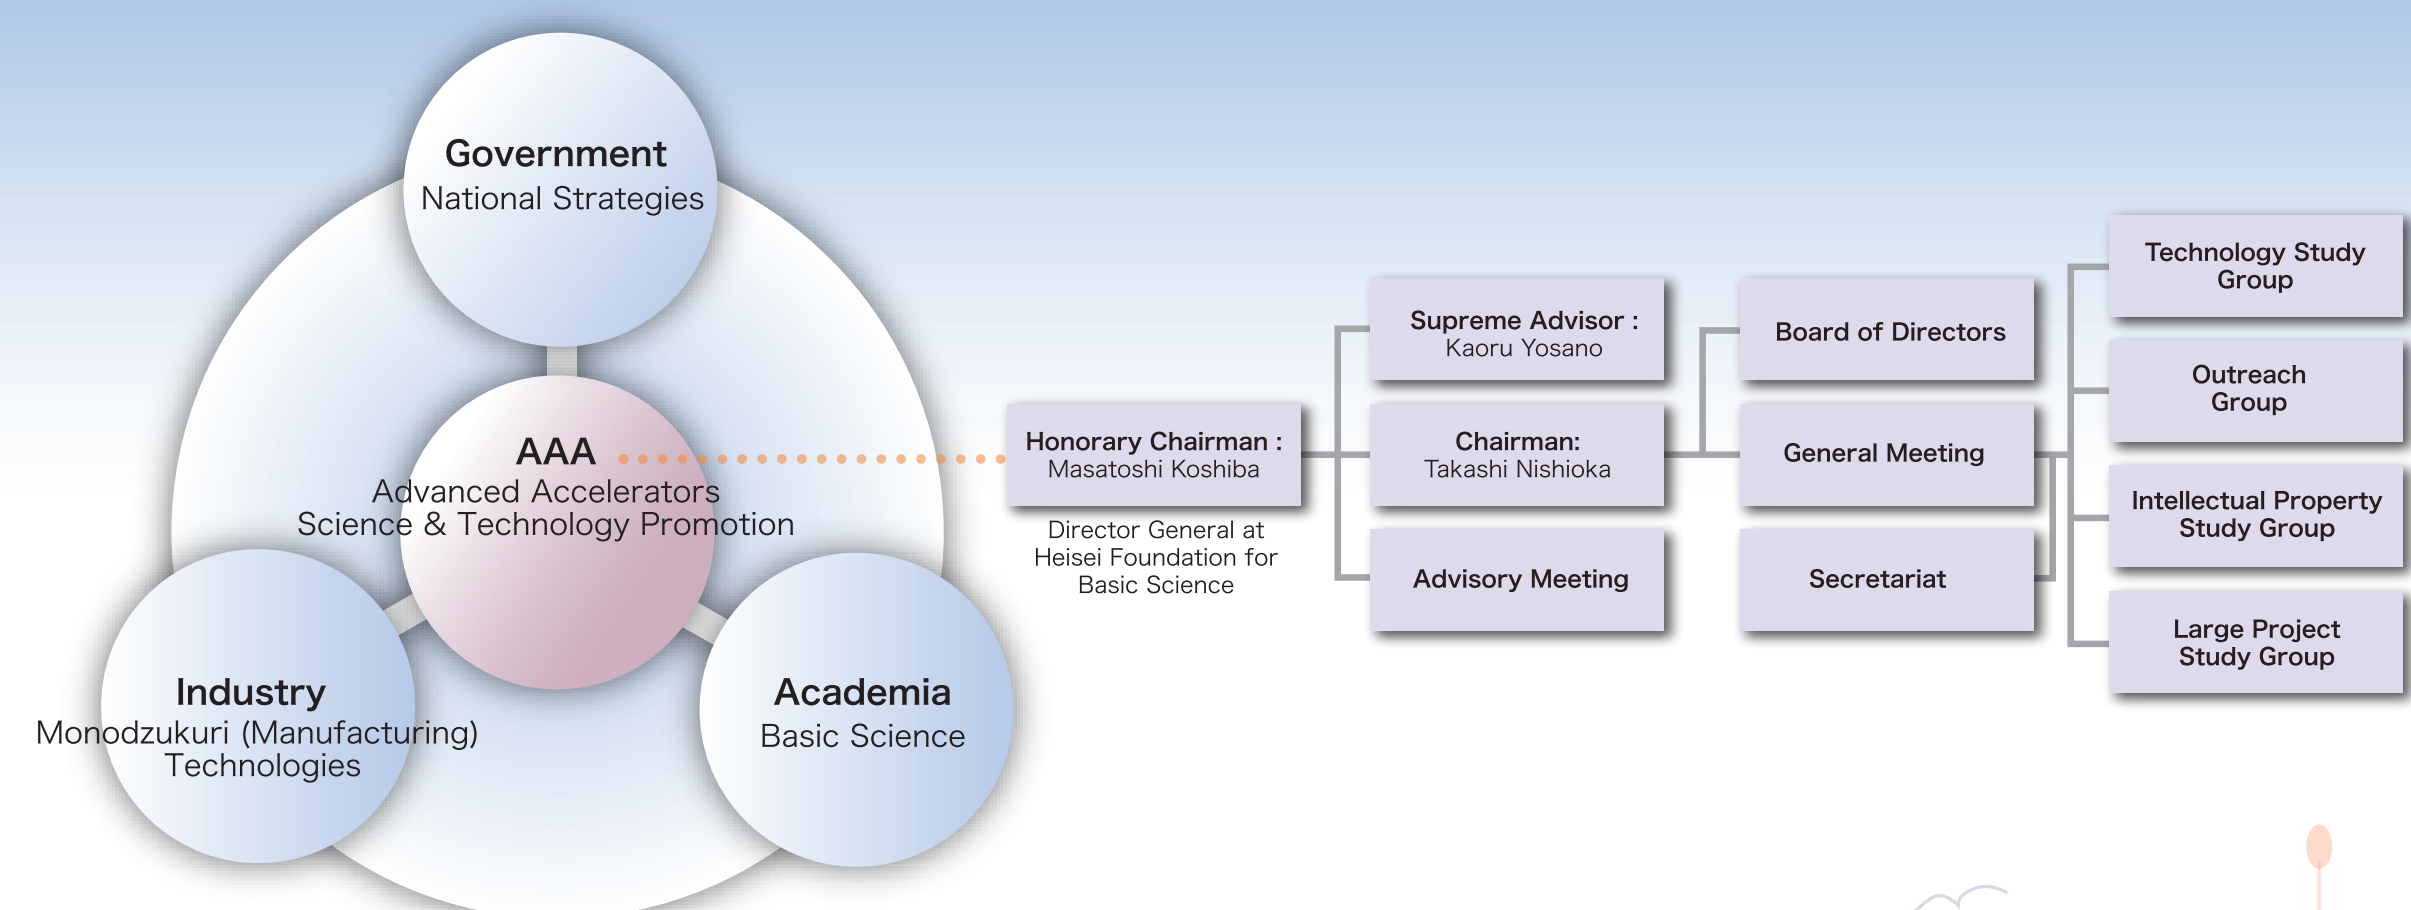 Government
National Strategies
AAA
Advanced Accelerators
Science & Technology Promotion
Industry
Monodzukuri (Manufacturing)
Technologies
Academia
Basic Science
Honorary Chairman :
Masatoshi Koshiba
Director General at
Heisei Foundation for
Basic Science
Supreme Advisor :
Kaoru Yosano
Chairman:
Takashi Nishioka
Advisory Meeting
Board of Directors
General Meeting
Secretariat
Technology Study
Group
Outreach
Group
Intellectual Property
Study Group
Large Project
Study Group